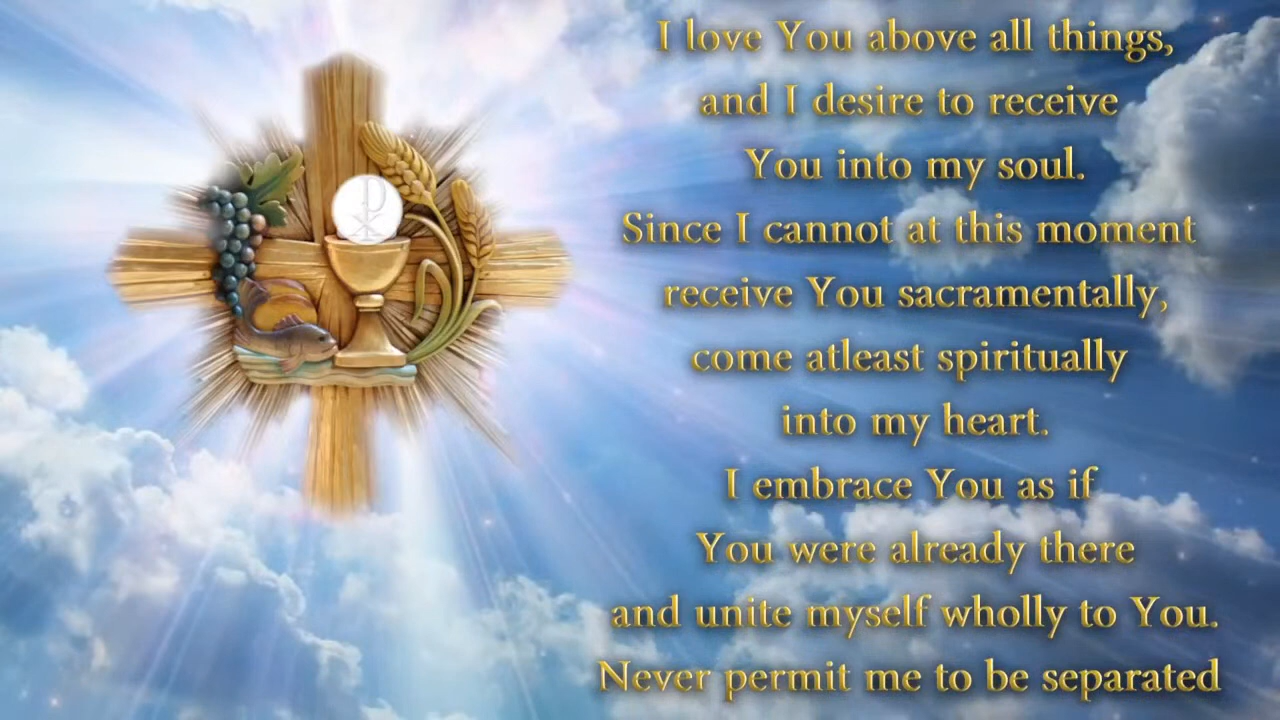 I love You above all things,
and I desire to receive
You into my soul.
Since I cannot at this moment
receive You sacramentally,
come atleast spiritually
into my heart.
I embrace You as if
You were already there
and unite myself wholly to You.
Never permit me to be separated